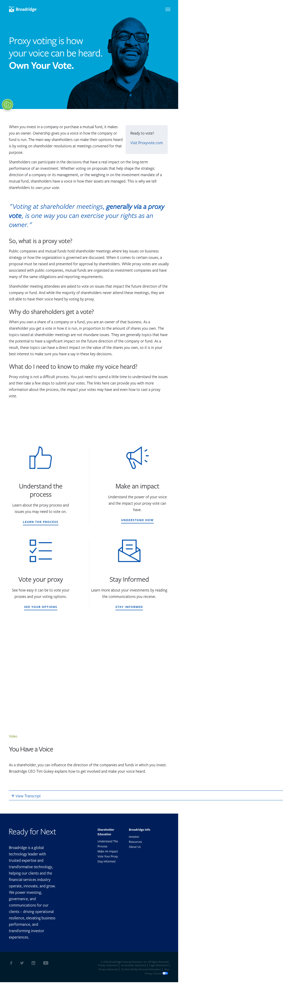 Broadridge
Proxy voting is how
your voice can be heard.
Own Your Vote.
When you invest in a company or purchase a mutual fund, it makes
you an owner. Ownership gives you a voice in how the company or
fund is run. The main way shareholders can make their opinions heard
is by voting on shareholder resolutions at meetings convened for that
purpose.
Ready to vote?
Visit Proxyvote.com
Shareholders can participate in the decisions that have a real impact on the long-term
performance of an investment. Whether voting on proposals that help shape the strategic
direction of a company or its management, or the weighing in on the investment mandate of a
mutual fund, shareholders have a voice in how their assets are managed. This is why we tell
shareholders to own your vote.
"Voting at shareholder meetings, generally via a proxy
vote, is one way you can exercise your rights as an
owner."
So, what is a proxy vote?
Public companies and mutual funds hold shareholder meetings where key issues on business
strategy or how the organization is governed are discussed. When it comes to certain issues, a
proposal must be raised and presented for approval by shareholders. While proxy votes are usually
associated with public companies, mutual funds are organized as investment companies and have
many of the same obligations and reporting requirements.
Shareholder meeting attendees are asked to vote on issues that impact the future direction of the
company or fund. And while the majority of shareholders never attend these meetings, they are
still able to have their voice heard by voting by proxy.
Why do shareholders get a vote?
When you own a share of a company or a fund, you are an owner of that business. As a
shareholder you get a vote in how it is run, in proportion to the amount of shares you own. The
topics raised at shareholder meetings are not mundane issues. They are generally topics that have
the potential to have a significant impact on the future direction of the company or fund. As a
result, these topics can have a direct impact on the value of the shares you own, so it is in your
best interest to make sure you have a say in these key decisions.
What do I need to know to make my voice heard?
Proxy voting is not a difficult process. You just need to spend a little time to understand the issues
and then take a few steps to submit your votes. The links here can provide you with more
information about the process, the impact your votes may have and even how to cast a proxy
vote.
Understand the
process
Learn about the proxy process and
issues you may need to vote on.
LEARN THE PROCESS
Make an impact
Understand the power of your voice
and the impact your proxy vote can
have.
UNDERSTAND HOW
Vote your proxy
See how easy it can be to vote your
proxies and your voting options.
SEE YOUR OPTIONS
Stay Informed
Learn more about your investments by reading
the communications you receive.
STAY INFORMED
Video
You Have a Voice
As a shareholder, you can influence the direction of the companies and funds in which you invest.
Broadridge CEO Tim Gokey explains how to get involved and make your voice heard.
+ View Transcript
Ready for Next
Broadridge is a global
technology leader with
trusted expertise and
transformative technology,
helping our clients and the
financial services industry
operate, innovate, and grow.
We power investing,
governance, and
communications for our
clients – driving operational
resilience, elevating business
performance, and
transforming investor
experiences.
Shareholder
Education
Understand The
Process
Make An Impact
Vote Your Proxy
Stay Informed
Broadridge Info
Investor
Resources
About Us
© 2026 Broadridge Financial Solutions, Inc. All Rights Reserved.
Privacy Statement | Accessibility Statement | Legal Statements |
Privacy Statement | Do Not Sell My Personal Information | Your
Privacy Choices